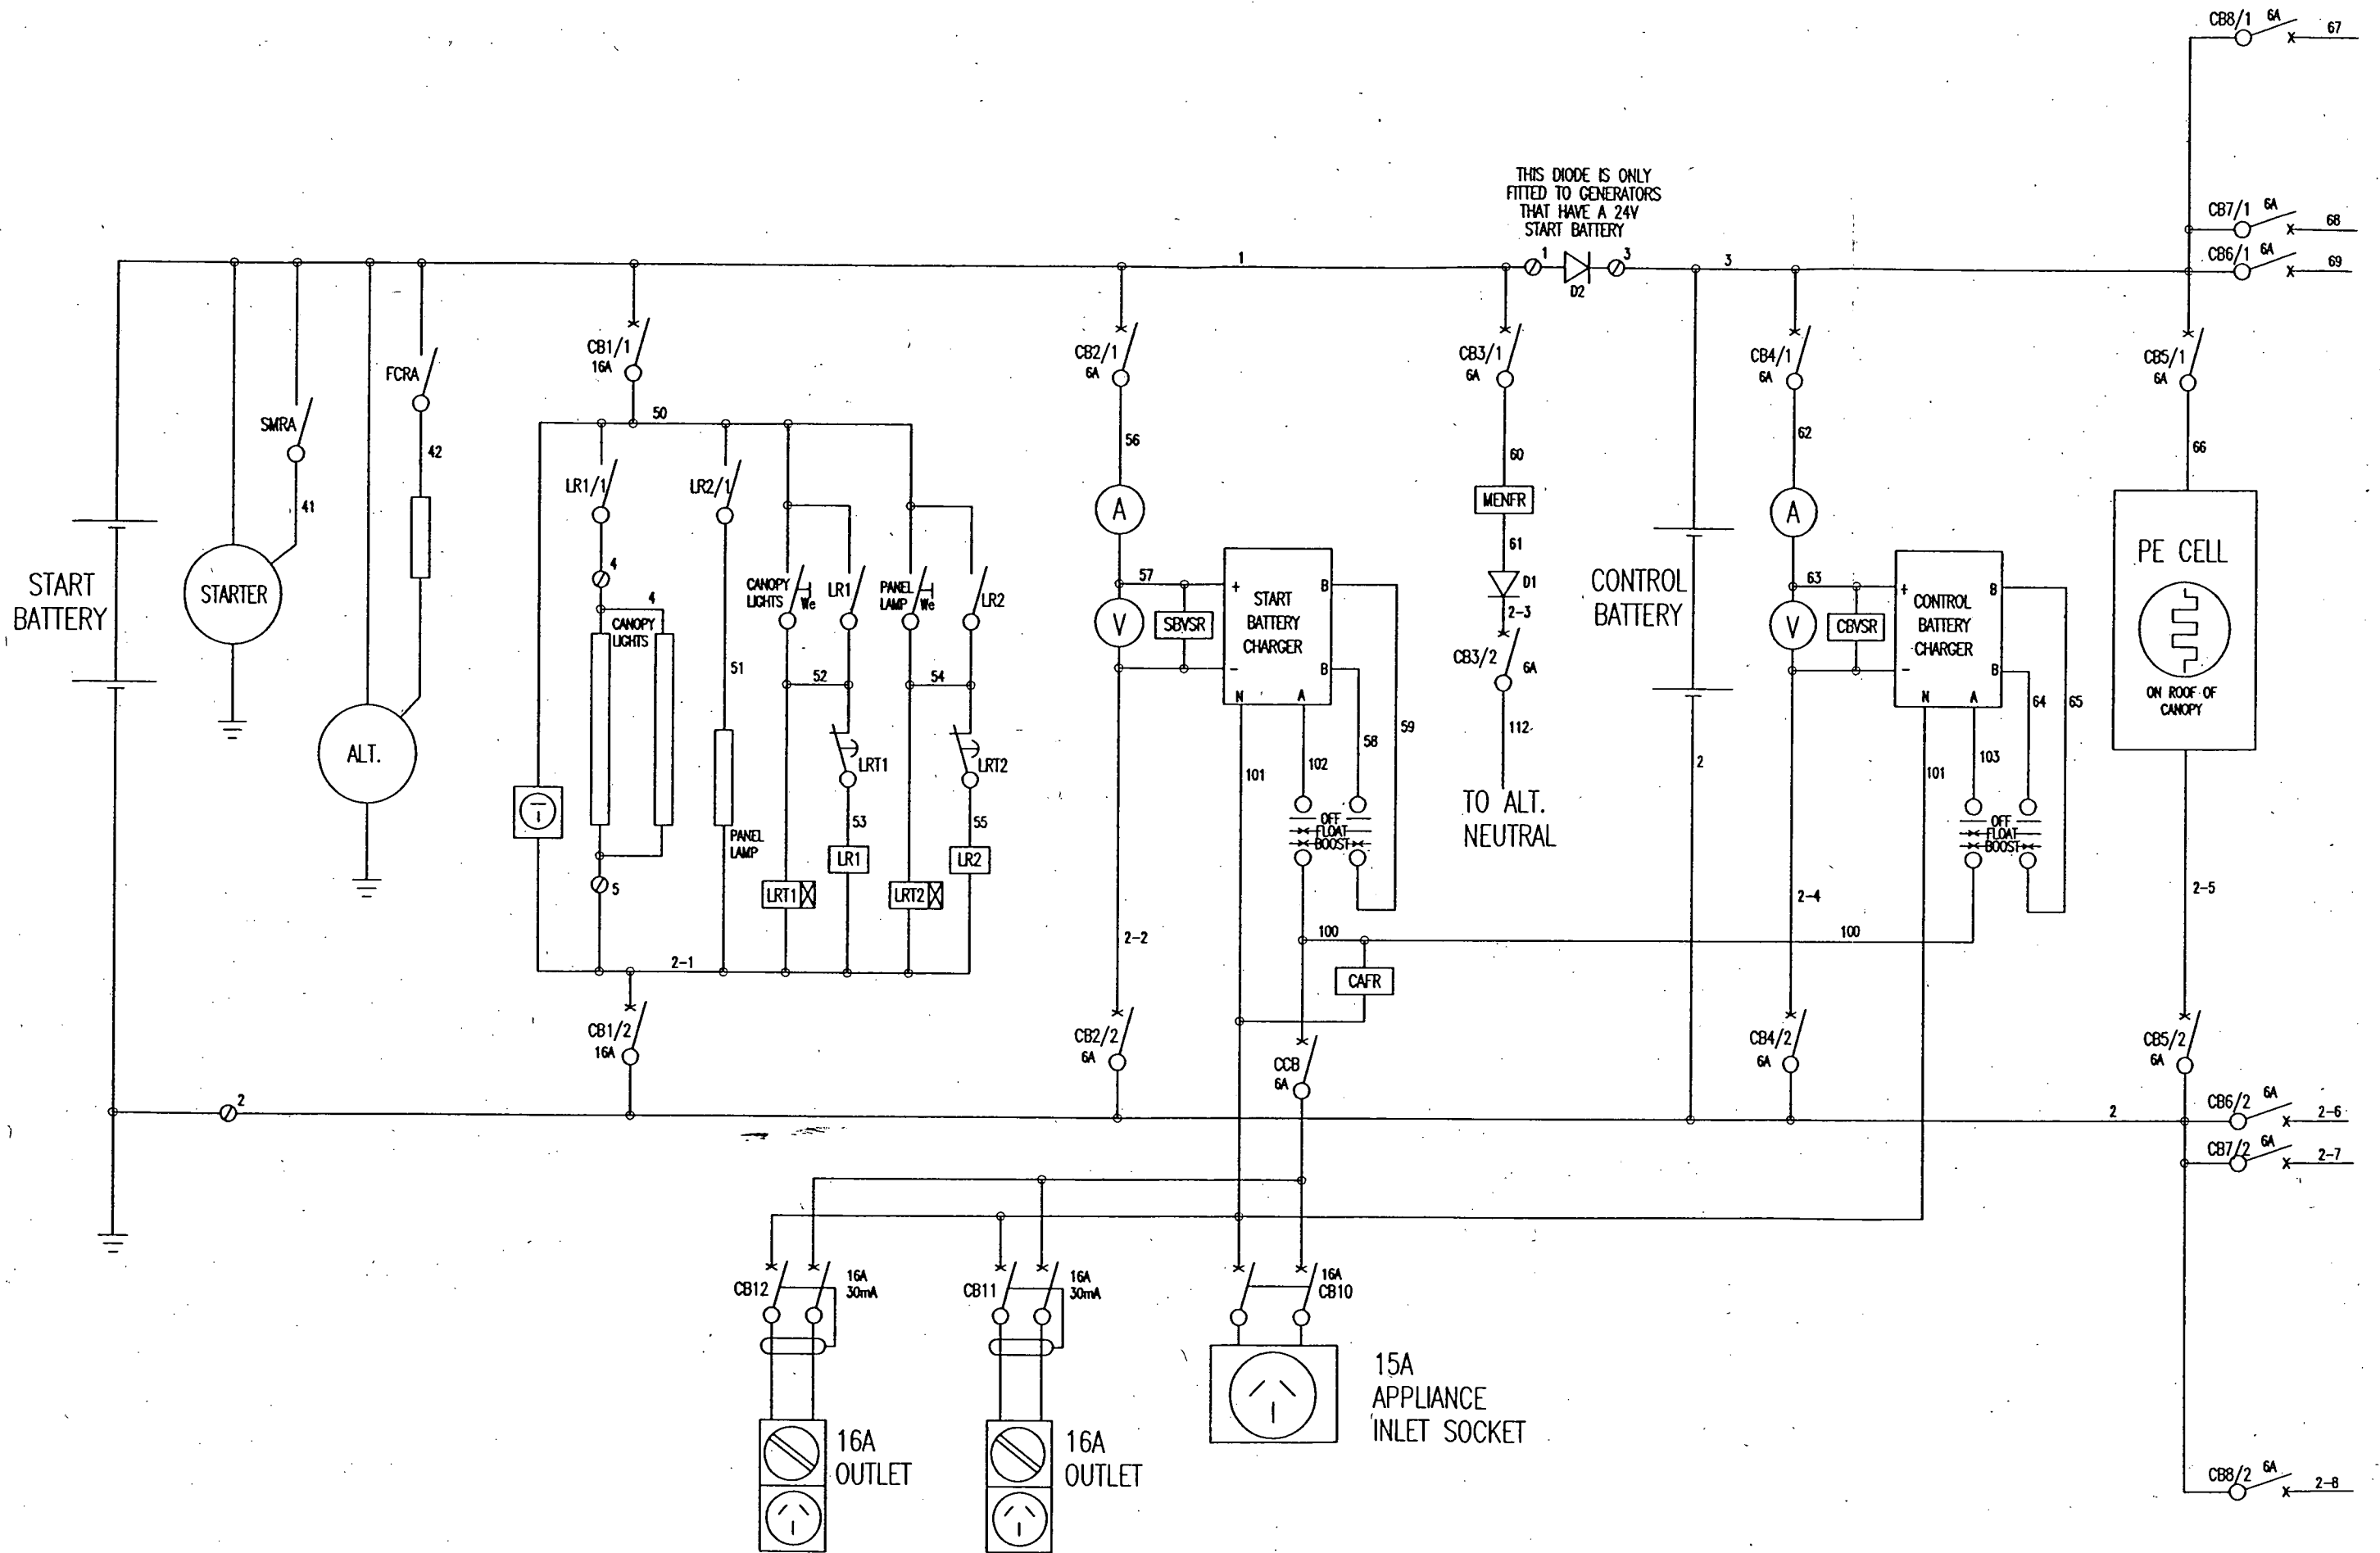 CB8/1 6A
67
THIS DIODE IS ONLY
FITTED TO GENERATORS
THAT HAVE A 24V
START BATTERY
CB7/1 6A
68
CB6/1 6A
69
1
1
D2
3
3
CB1/1
16A
FCRA
SMRA
42
41
50
CB2/1
6A
CB3/1
6A
CB4/1
6A
CB5/1
6A
56
60
62
66
LR1/1
LR2/1
4
4
CANOPY
LIGHTS
CANOPY
LIGHTS
We
LR1
PANEL
LAMP
We
LR2
START
BATTERY
STARTER
ALT.
A
57
V
SBVSR
+
-
START
BATTERY
CHARGER
B
B
N
A
MENFR
61
D1
2-3
CB3/2
6A
112
TO ALT.
NEUTRAL
CONTROL
BATTERY
2
A
63
V
CBVSR
+
-
CONTROL
BATTERY
CHARGER
B
B
N
A
PE CELL
ON ROOF OF
CANOPY
51
52
54
LRT1
LRT2
53
55
PANEL
LAMP
LR1
LR2
LRT1
LRT2
5
2-1
101
102
58
59
OFF
FLOAT
BOOST
101
103
64
65
OFF
FLOAT
BOOST
2-2
2-4
2-5
100
100
CAFR
CB1/2
16A
CB2/2
6A
CCB
6A
CB4/2
6A
CB5/2
6A
2
2
CB6/2 6A
2-6
CB7/2 6A
2-7
CB12
16A
30mA
CB11
16A
30mA
16A
CB10
15A
APPLIANCE
INLET SOCKET
16A
OUTLET
16A
OUTLET
CB8/2 6A
2-8